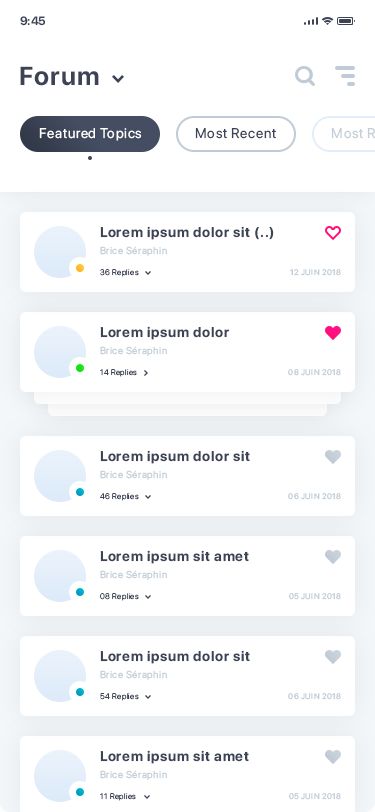 9:45
Forum
Featured Topics
Most Recent
Most R
Lorem ipsum dolor sit (..)
Brice Séraphin
36 Replies
12 JUIN 2018
Lorem ipsum dolor
Brice Séraphin
14 Replies
08 JUIN 2018
Lorem ipsum dolor sit
Brice Séraphin
46 Replies
06 JUIN 2018
Lorem ipsum sit amet
Brice Séraphin
08 Replies
05 JUIN 2018
Lorem ipsum dolor sit
Brice Séraphin
54 Replies
06 JUIN 2018
Lorem ipsum sit amet
Brice Séraphin
11 Replies
05 JUIN 2018